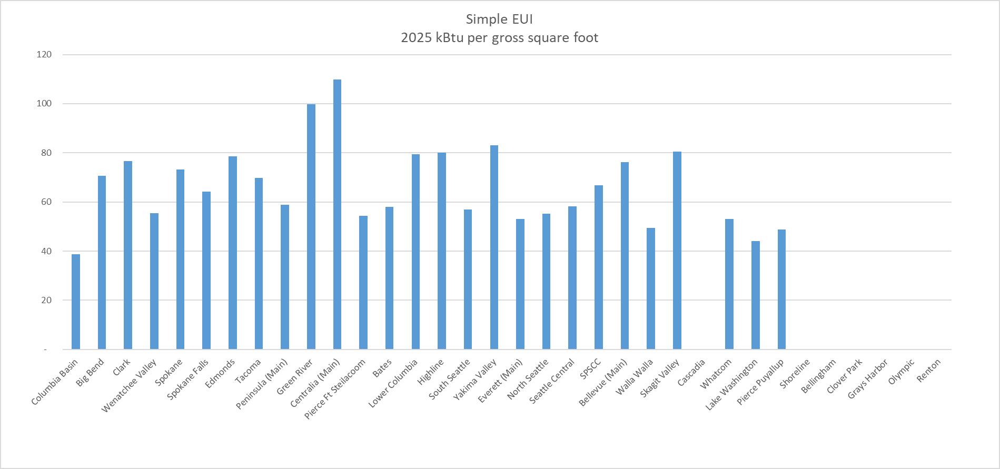 Simple EUI
2025 kBtu per gross square foot
120
100
80
60
40
20
-
Columbia Basin
Big Bend
Clark
Wenatchee Valley
Spokane
Spokane Falls
Edmonds
Tacoma
Peninsula (Main)
Green River
Centralia (Main)
Pierce Ft Steilacoom
Bates
Lower Columbia
Highline
South Seattle
Yakima Valley
Everett (Main)
North Seattle
Seattle Central
SPSCC
Bellevue (Main)
Walla Walla
Skagit Valley
Cascadia
Whatcom
Lake Washington
Pierce Puyallup
Shoreline
Bellingham
Clover Park
Grays Harbor
Olympic
Renton